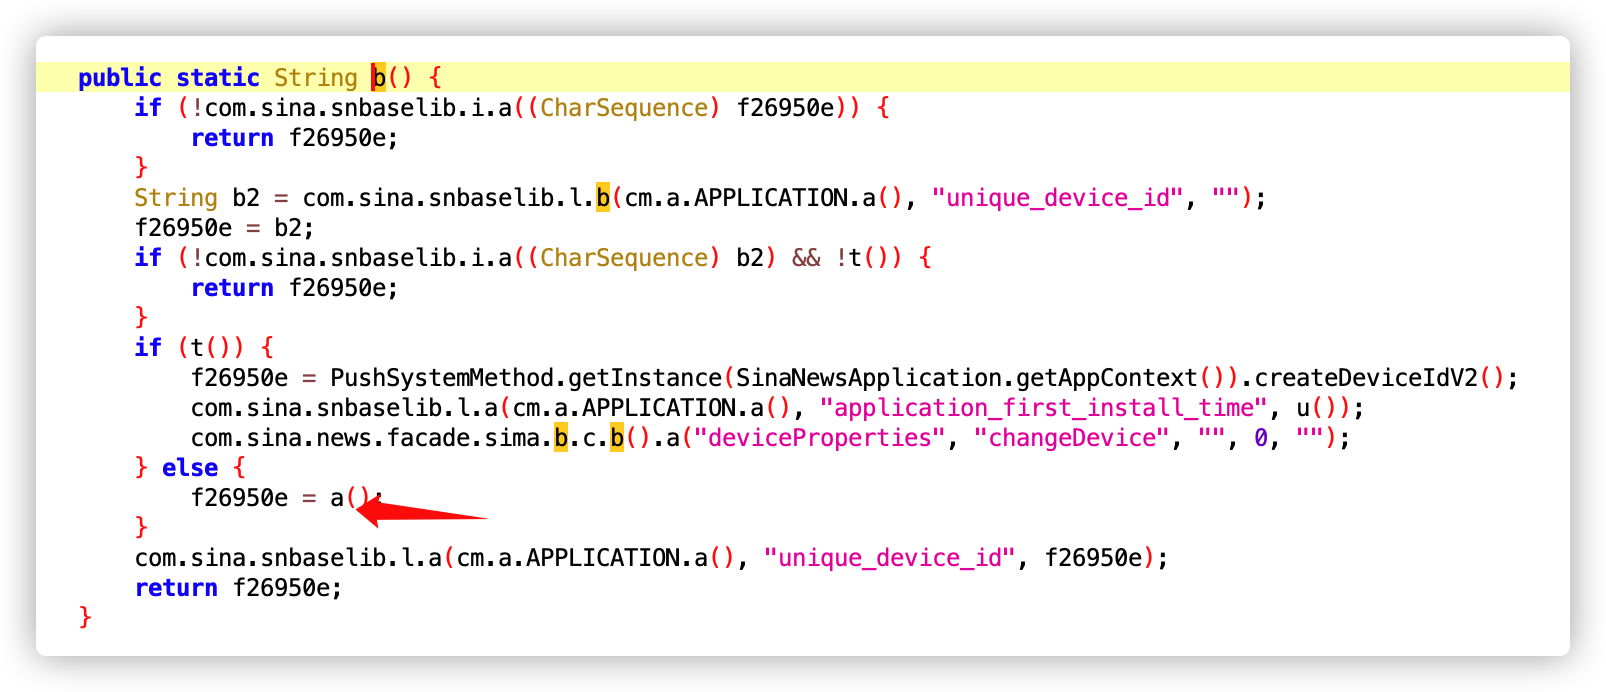 public static String b() {
if (!com.sina.snbaselib.i.a((CharSequence) f26950e)) {
return f26950e;
}
String b2 = com.sina.snbaselib.l.b(cm.a.APPLICATION.a(), "unique_device_id", "");
f26950e = b2;
if (!com.sina.snbaselib.i.a((CharSequence) b2) && !t()) {
return f26950e;
}
if (t()) {
f26950e = PushSystemMethod.getInstance(SinaNewsApplication.getAppContext()).createDeviceIdV2();
com.sina.snbaselib.l.a(cm.a.APPLICATION.a(), "application_first_install_time", u());
com.sina.news.facade.sima.b.c.b().a("deviceProperties", "changeDevice", "", 0, "");
} else {
f26950e = a();
}
com.sina.snbaselib.l.a(cm.a.APPLICATION.a(), "unique_device_id", f26950e);
return f26950e;
}